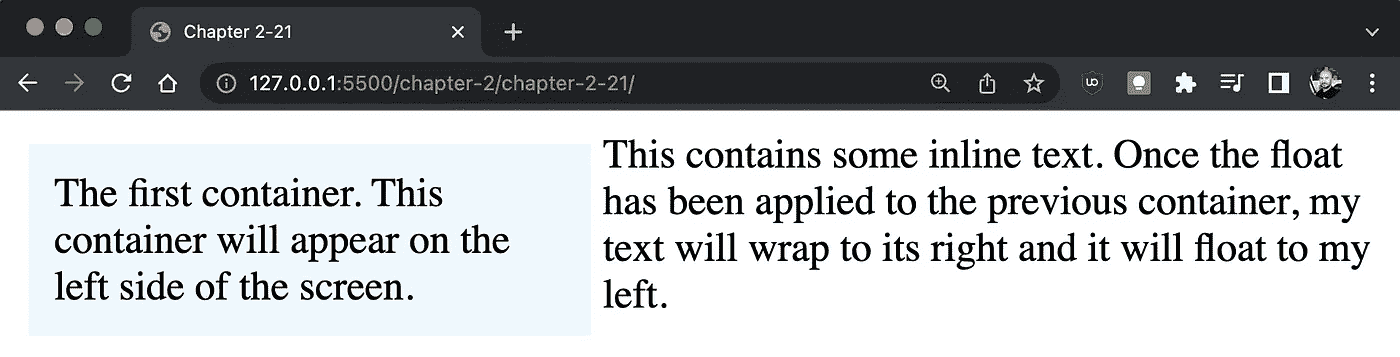 Chapter 2-21
127.0.0.1:5500/chapter-2/chapter-2-21/
The first container. This
container will appear on the
left side of the screen.
This contains some inline text. Once the float
has been applied to the previous container, my
text will wrap to its right and it will float to my
left.